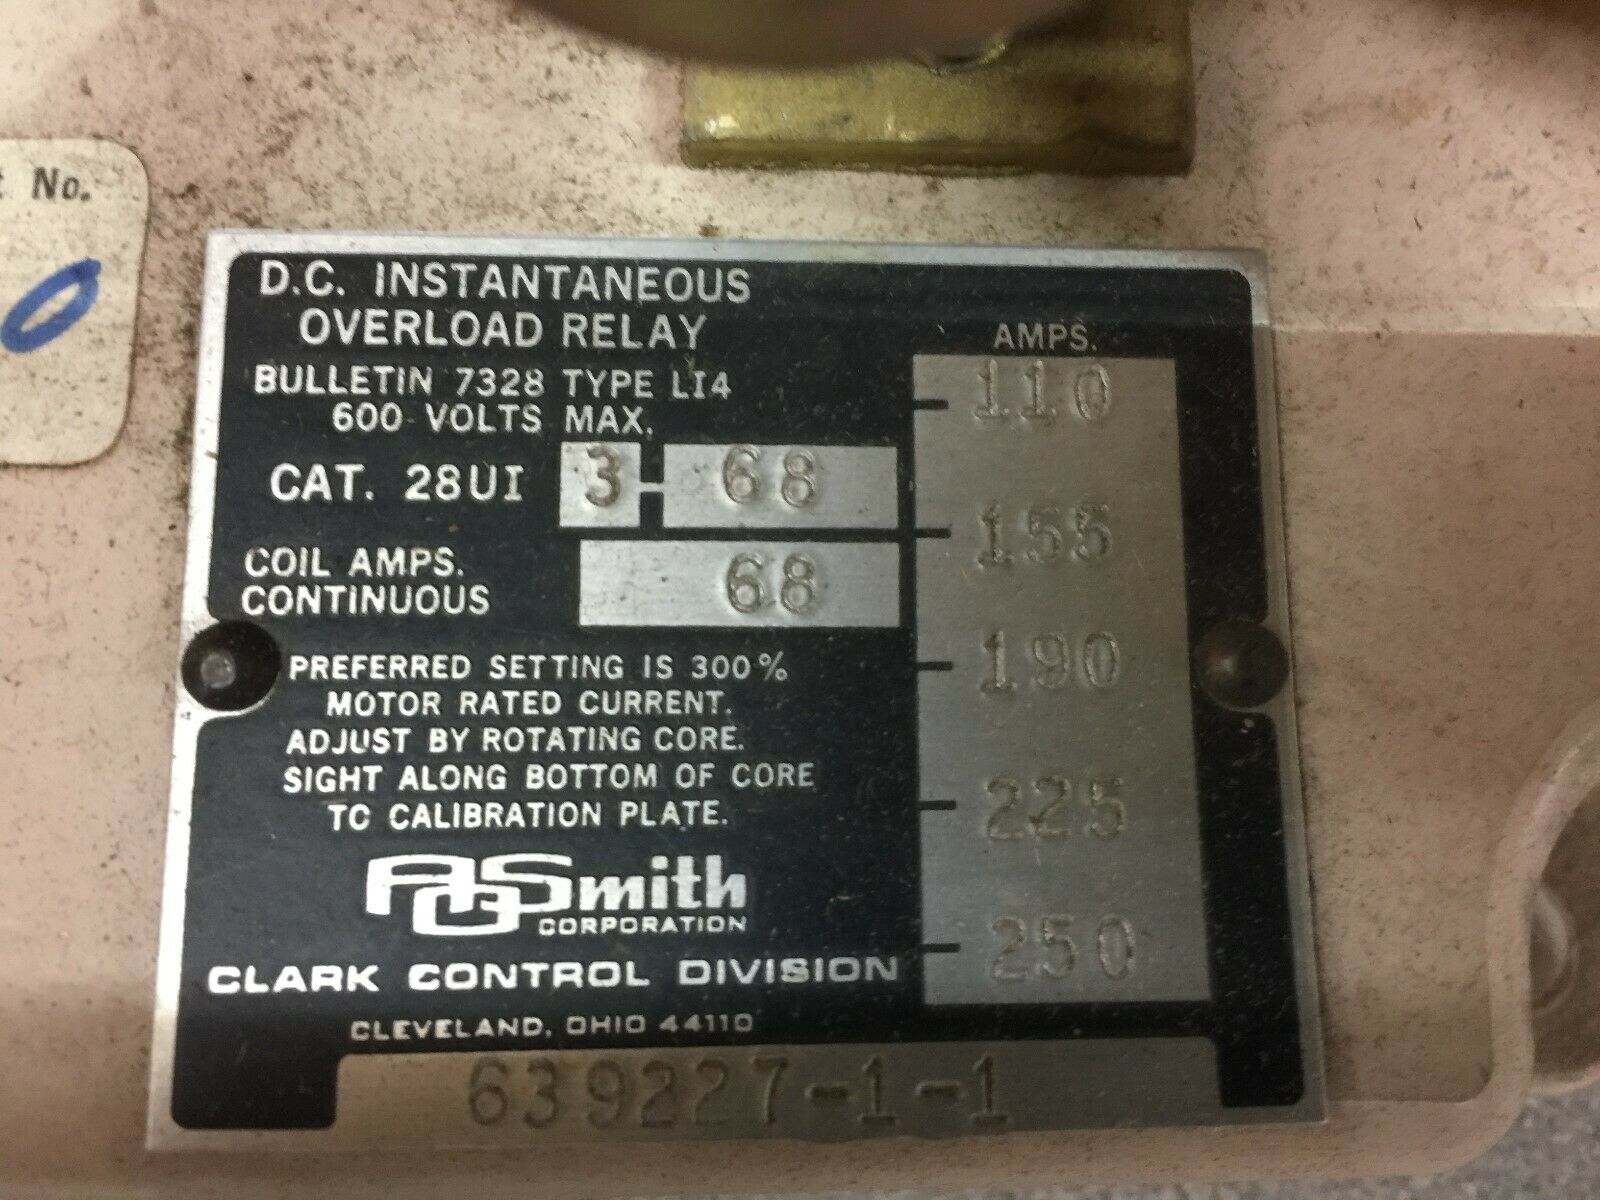 No.
0
D.C. INSTANTANEOUS
OVERLOAD RELAY
BULLETIN 7328 TYPE LI4
600 VOLTS MAX.
CAT. 28UI 3-68
COIL AMPS.
CONTINUOUS 68
PREFERRED SETTING IS 300%
MOTOR RATED CURRENT.
ADJUST BY ROTATING CORE.
SIGHT ALONG BOTTOM OF CORE
TO CALIBRATION PLATE.
AMPS.
110
155
190
225
250
AOSmith
CORPORATION
CLARK CONTROL DIVISION
CLEVELAND, OHIO 44110
639227-1-1